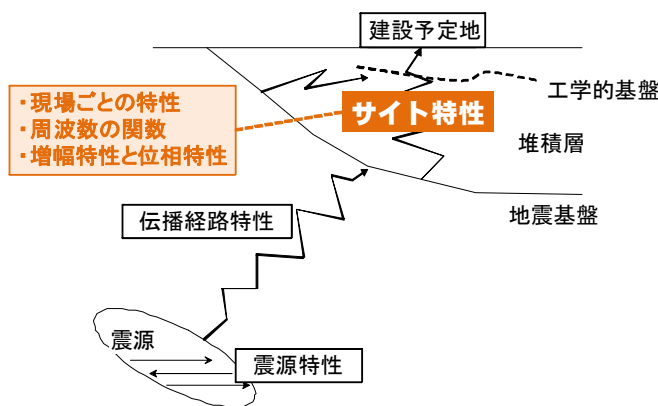 建設予定地
・現場ごとの特性
・周波数の関数
・増幅特性と位相特性
サイト特性
工学的基盤
堆積層
地震基盤
伝播経路特性
震源
震源特性